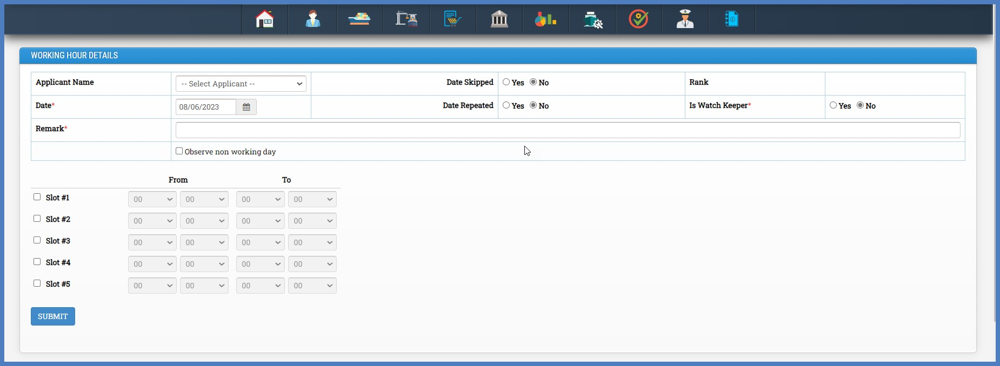 WORKING HOUR DETAILS
Applicant Name -- Select Applicant -- Date Skipped Yes No Rank
Date* 08/06/2023 Date Repeated Yes No Is Watch Keeper* Yes No
Remark*
Observe non working day
From To
Slot #1 00 00 00 00
Slot #2 00 00 00 00
Slot #3 00 00 00 00
Slot #4 00 00 00 00
Slot #5 00 00 00 00
SUBMIT